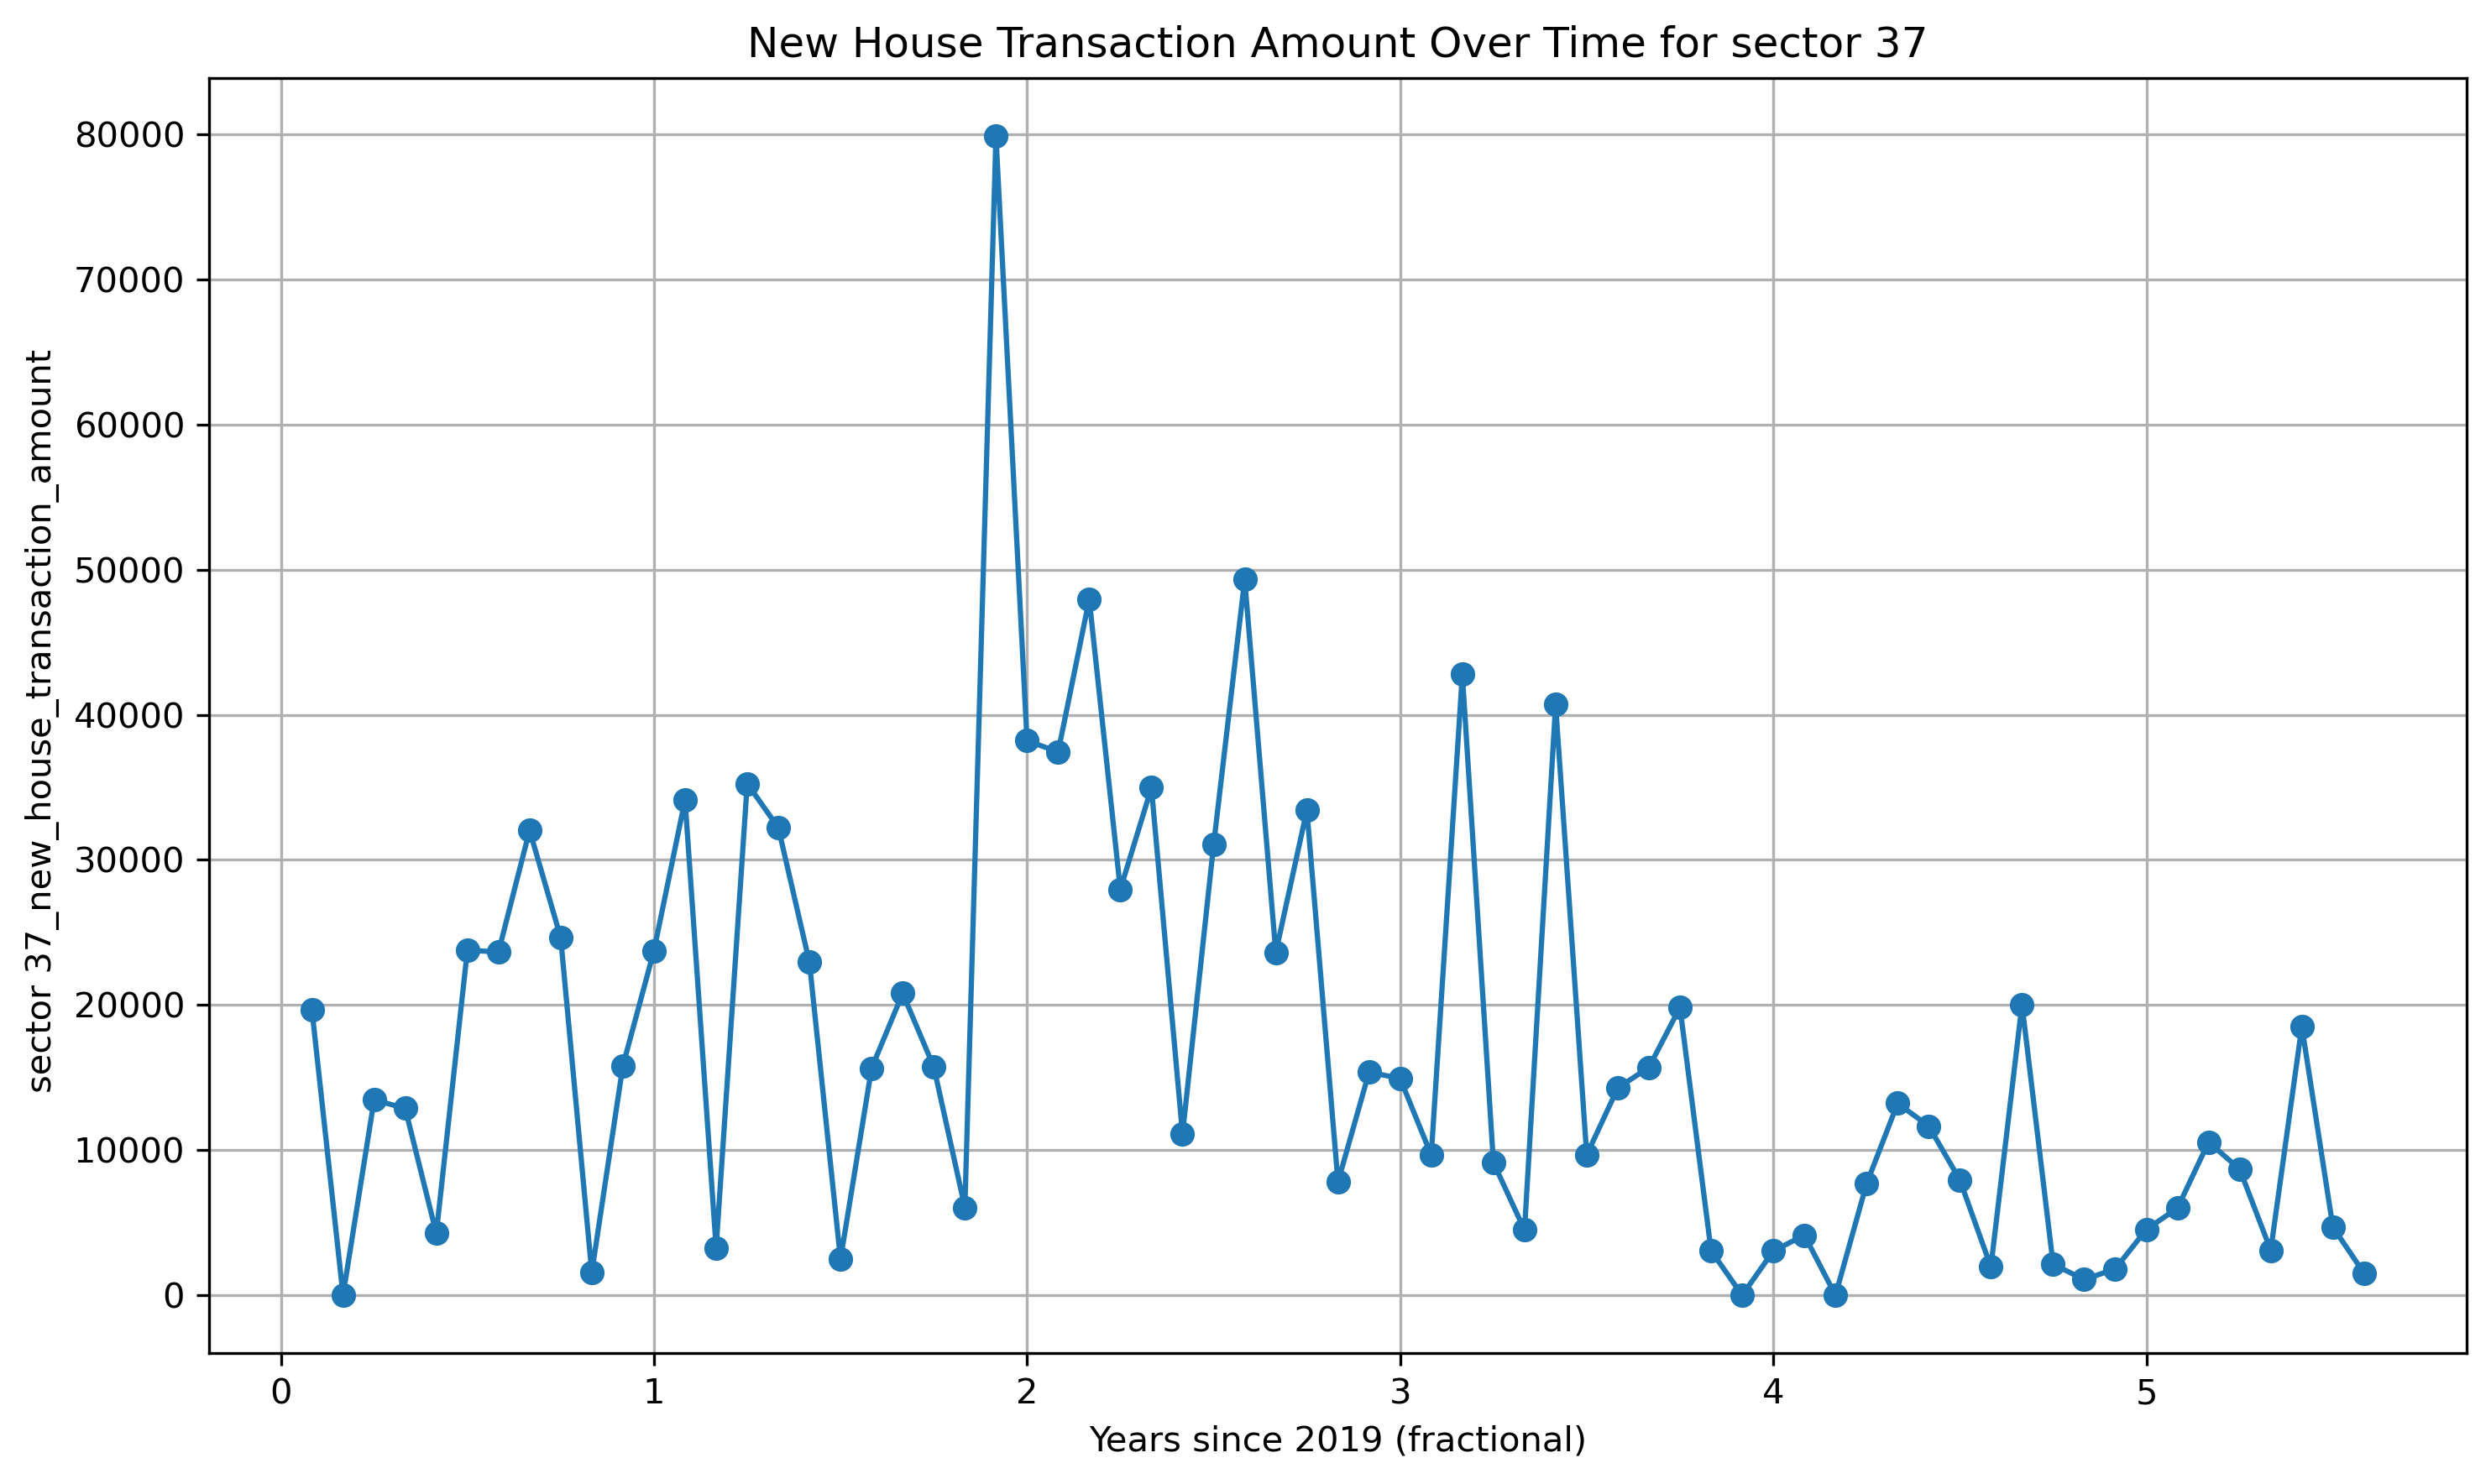 New House Transaction Amount Over Time for sector 37
sector 37_new_house_transaction_amount
80000
70000
60000
50000
40000
30000
20000
10000
0
0 1 2 3 4 5
Years since 2019 (fractional)